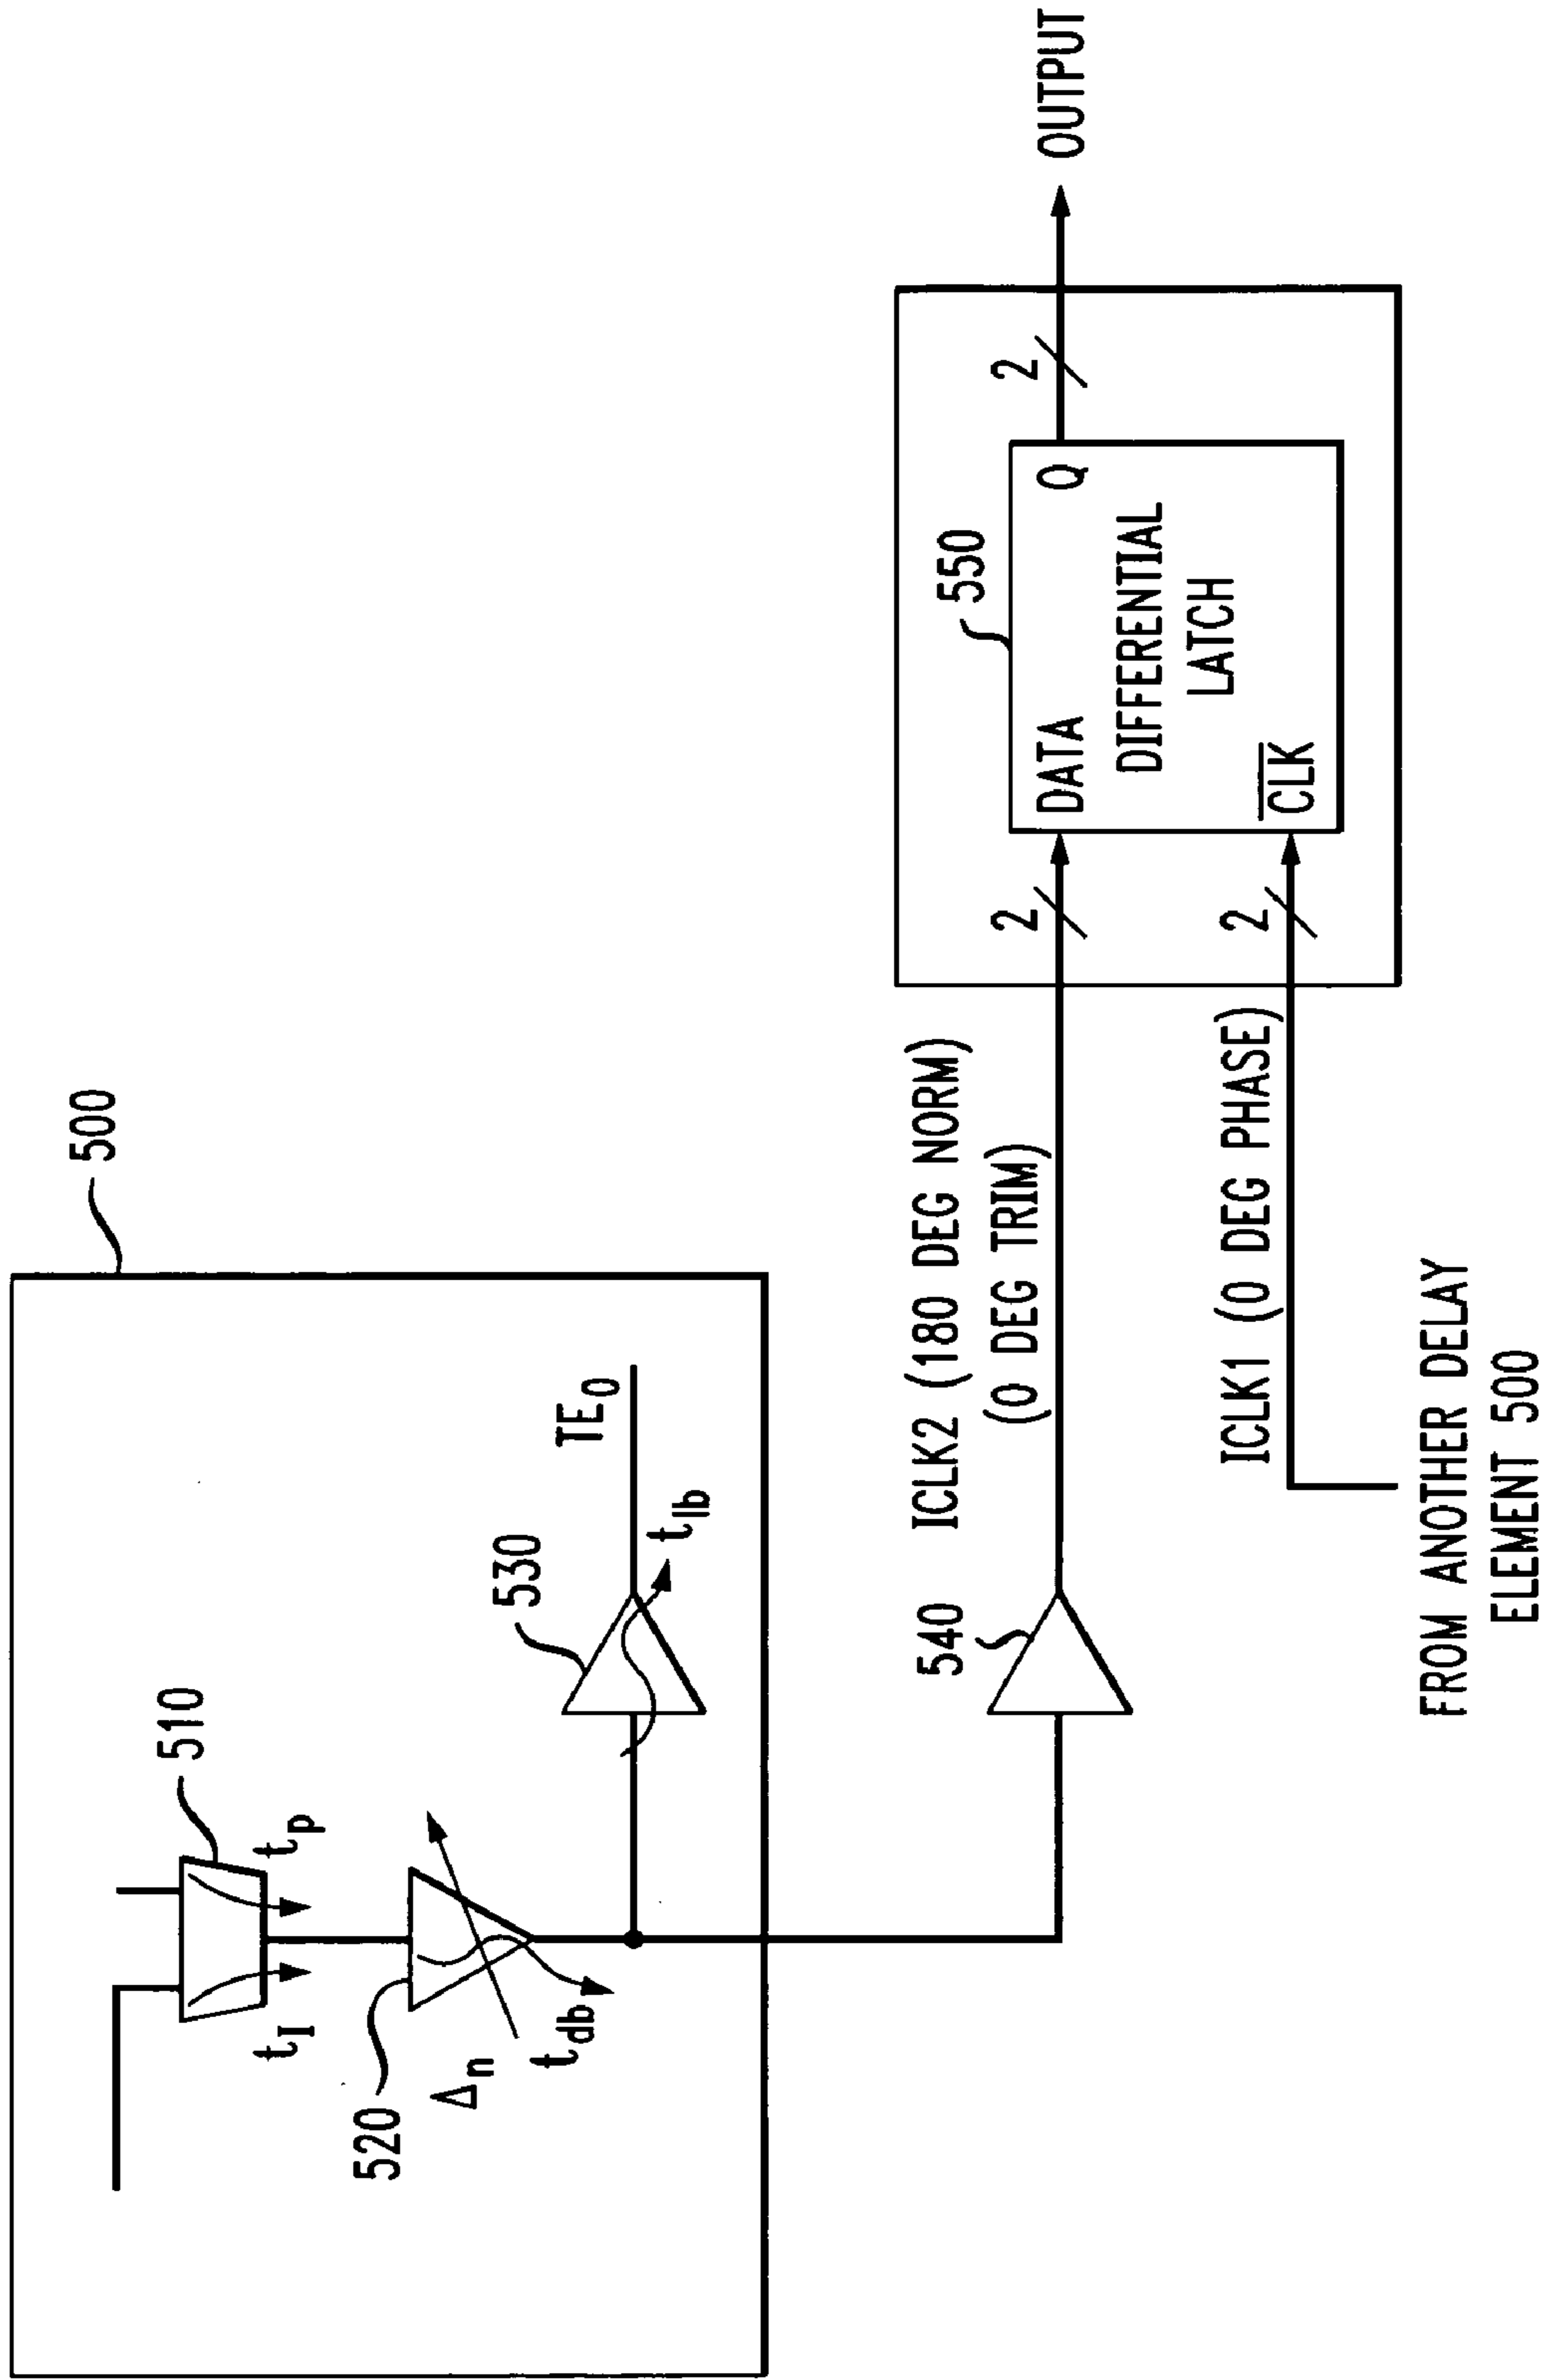 500
510
t_I
t_p
520
Δ_n
t_db
530
t_lb
TE_0
540
ICLK2 (180 DEG NORM)
(0 DEG TRIM)
ICLK1 (0 DEG PHASE)
FROM ANOTHER DELAY
ELEMENT 500
2
2
550
DATA
Q
DIFFERENTIAL
LATCH
CLK
2
OUTPUT